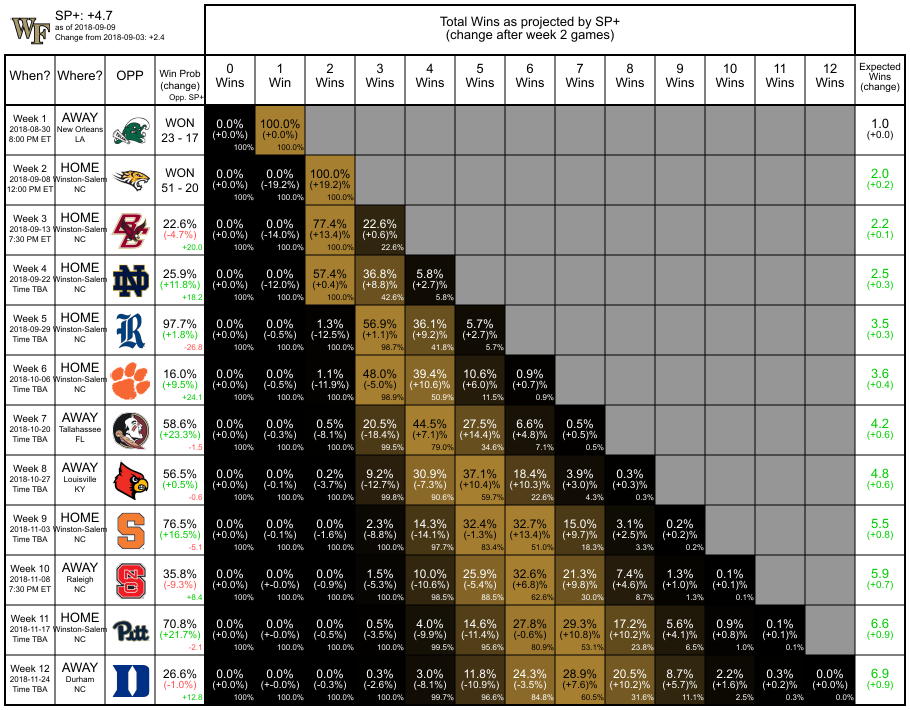 WF
SP+: +4.7
as of 2018-09-09
Change from 2018-09-03: +2.4
Total Wins as projected by SP+
(change after week 2 games)
When? Where? OPP Win Prob (change) Opp. SP+ 0 Wins 1 Win 2 Wins 3 Wins 4 Wins 5 Wins 6 Wins 7 Wins 8 Wins 9 Wins 10 Wins 11 Wins 12 Wins Expected Wins (change)
Week 1 AWAY WON 0.0% 100.0% 1.0
2018-08-30 New Orleans 23 - 17 (+0.0%) (+0.0%) (+0.0)
8:00 PM ET LA 100% 100.0%
Week 2 HOME WON 0.0% 0.0% 100.0% 2.0
2018-09-08 Winston-Salem 51 - 20 (+0.0%) (-19.2%) (+19.2)% (+0.2)
12:00 PM ET NC 100% 100.0% 100.0%
Week 3 HOME BC 22.6% 0.0% 0.0% 77.4% 22.6% 2.2
2018-09-13 Winston-Salem (-4.7%) (+0.0%) (-14.0%) (+13.4)% (+0.6)% (+0.1)
7:30 PM ET NC +20.0 100% 100.0% 100.0% 22.6%
Week 4 HOME ND 25.9% 0.0% 0.0% 57.4% 36.8% 5.8% 2.5
2018-09-22 Winston-Salem (+11.8%) (+0.0%) (-12.0%) (+0.4)% (+8.8)% (+2.7)% (+0.3)
Time TBA NC +18.2 100% 100.0% 100.0% 42.6% 5.8%
Week 5 HOME R 97.7% 0.0% 0.0% 1.3% 56.9% 36.1% 5.7% 3.5
2018-09-29 Winston-Salem (+1.8%) (+0.0%) (-0.5%) (-12.5%) (+1.1)% (+9.2)% (+2.7)% (+0.3)
Time TBA NC -26.8 100% 100.0% 100.0% 98.7% 41.8% 5.7%
Week 6 HOME 16.0% 0.0% 0.0% 1.1% 48.0% 39.4% 10.6% 0.9% 3.6
2018-10-06 Winston-Salem (+9.5%) (+0.0%) (-0.5%) (-11.9%) (-5.0%) (+10.6)% (+6.0)% (+0.7)% (+0.4)
Time TBA NC +24.1 100% 100.0% 100.0% 98.9% 50.9% 11.5% 0.9%
Week 7 AWAY 58.6% 0.0% 0.0% 0.5% 20.5% 44.5% 27.5% 6.6% 0.5% 4.2
2018-10-20 Tallahassee (+23.3%) (+0.0%) (-0.3%) (-8.1%) (-18.4%) (+7.1)% (+14.4)% (+4.8)% (+0.5)% (+0.6)
Time TBA FL -1.5 100% 100.0% 100.0% 99.5% 79.0% 34.6% 7.1% 0.5%
Week 8 AWAY 56.5% 0.0% 0.0% 0.2% 9.2% 30.9% 37.1% 18.4% 3.9% 0.3% 4.8
2018-10-27 Louisville (+0.5%) (+0.0%) (-0.1%) (-3.7%) (-12.7%) (-7.3%) (+10.4)% (+10.3)% (+3.0)% (+0.3)% (+0.6)
Time TBA KY -0.6 100% 100.0% 100.0% 99.8% 90.6% 59.7% 22.6% 4.3% 0.3%
Week 9 HOME S 76.5% 0.0% 0.0% 0.0% 2.3% 14.3% 32.4% 32.7% 15.0% 3.1% 0.2% 5.5
2018-11-03 Winston-Salem (+16.5%) (+0.0%) (-0.1%) (-1.6%) (-8.8%) (-14.1%) (-1.3%) (+13.4)% (+9.7)% (+2.5)% (+0.2)% (+0.8)
Time TBA NC -5.1 100% 100.0% 100.0% 100.0% 97.7% 83.4% 51.0% 18.3% 3.3% 0.2%
Week 10 AWAY NCS 35.8% 0.0% 0.0% 0.0% 1.5% 10.0% 25.9% 32.6% 21.3% 7.4% 1.3% 0.1% 5.9
2018-11-08 Raleigh (-9.3%) (+0.0%) (-0.0%) (-0.9%) (-5.3%) (-10.6%) (-5.4%) (+6.8)% (+9.8)% (+4.6)% (+1.0)% (+0.1)% (+0.7)
7:30 PM ET NC +8.4 100% 100.0% 100.0% 100.0% 98.5% 88.5% 62.6% 30.0% 8.7% 1.3% 0.1%
Week 11 HOME Pitt 70.8% 0.0% 0.0% 0.0% 0.5% 4.0% 14.6% 27.8% 29.3% 17.2% 5.6% 0.9% 0.1% 6.6
2018-11-17 Winston-Salem (+21.7%) (+0.0%) (-0.0%) (-0.5%) (-3.5%) (-9.9%) (-11.4%) (-0.6%) (+10.8)% (+10.2)% (+4.1)% (+0.8)% (+0.1)% (+0.9)
Time TBA NC -2.1 100% 100.0% 100.0% 100.0% 99.5% 95.6% 80.9% 53.1% 23.8% 6.5% 1.0% 0.1%
Week 12 AWAY D 26.6% 0.0% 0.0% 0.0% 0.3% 3.0% 11.8% 24.3% 28.9% 20.5% 8.7% 2.2% 0.3% 0.0% 6.9
2018-11-24 Durham (-1.0%) (+0.0%) (-0.0%) (-0.3%) (-2.6%) (-8.1%) (-10.9%) (-3.5%) (+7.6)% (+10.2)% (+5.7)% (+1.6)% (+0.2)% (+0.0)% (+0.9)
Time TBA NC +12.8 100% 100.0% 100.0% 100.0% 99.7% 96.6% 84.8% 60.5% 31.6% 11.1% 2.5% 0.3% 0.0%